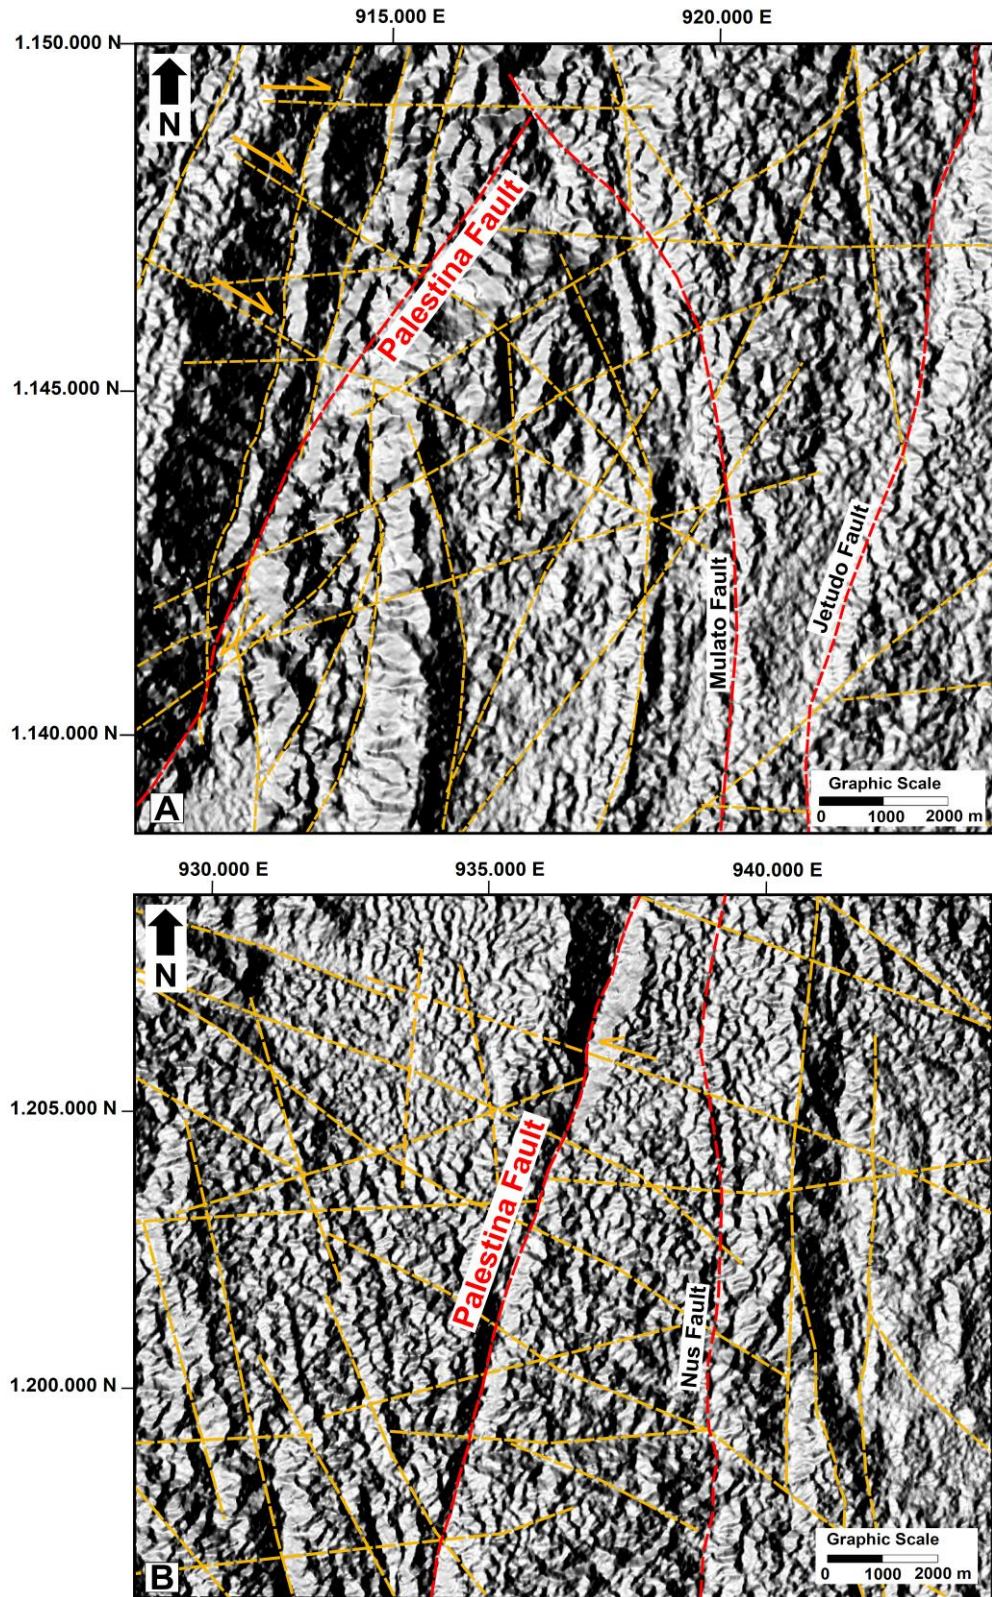 915.000 E
920.000 E
1.150.000 N
N
Palestina Fault
1.145.000 N
Jetudo Fault
Mulato Fault
1.140.000 N
Graphic Scale
0 1000 2000 m
A
930.000 E
935.000 E
940.000 E
N
1.205.000 N
Palestina Fault
Nus Fault
1.200.000 N
Graphic Scale
0 1000 2000 m
B